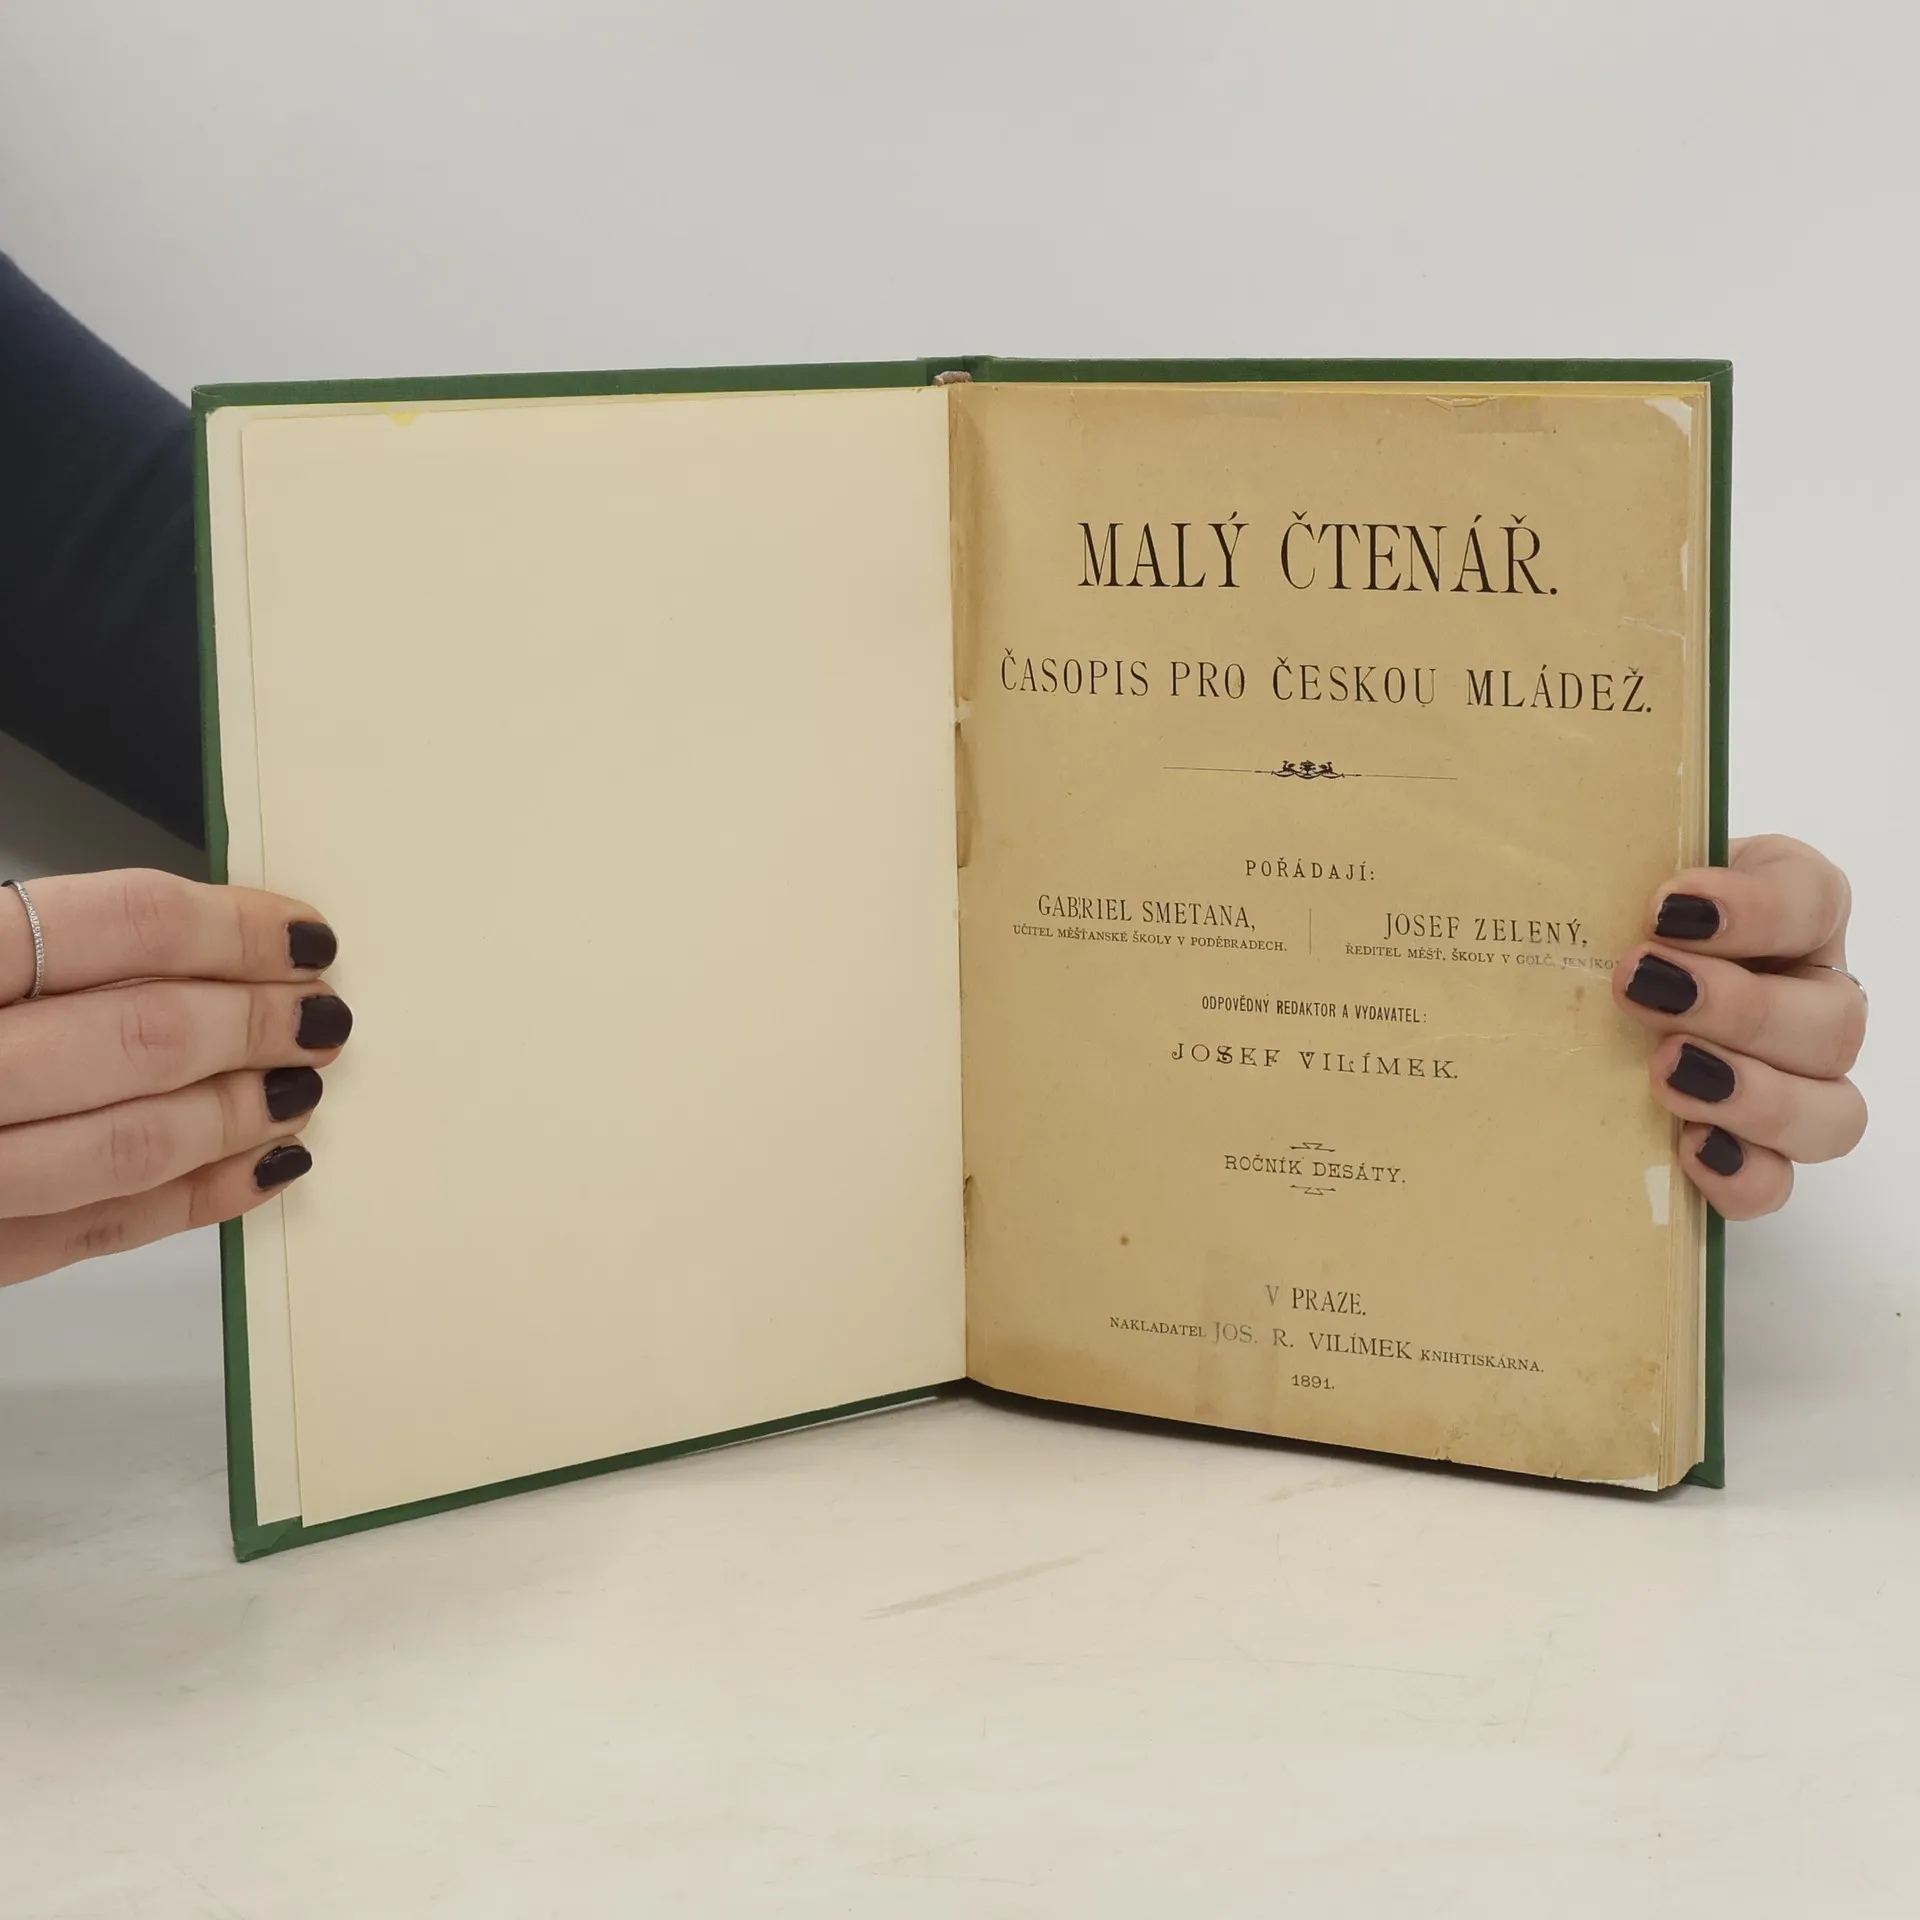 MALÝ ČTENÁŘ.
ČASOPIS PRO ČESKOU MLÁDEŽ.
POŘÁDAJÍ:
GABRIEL SMETANA,
UČITEL MĚŠŤANSKÉ ŠKOLY V PODĚBRADECH.
JOSEF ZELENÝ,
ŘEDITEL MĚŠŤ. ŠKOLY V GOLČ.
ODPOVĚDNÝ REDAKTOR A VYDAVATEL:
JOSEF VILÍMEK.
ROČNÍK DESÁTÝ.
V PRAZE.
NAKLADATEL JOS. R. VILÍMEK KNIHTISKÁRNA.
1891.